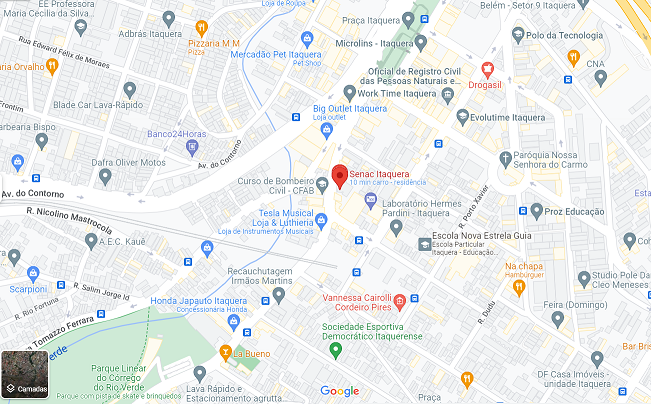 EE Professora
Maria Cecilia da Silva
Adbrás Itaquera
Loja de Roupa
Praça Itaquera
Belém - Setor 9 Itaquera
Pizzaria M M
Pizza
Rua Edward Félix de Moraes
Mercadão Pet Itaquera
Pet Shop
Microlins - Itaquera
Polo da Tecnologia
aria Orvalho
Oficial de Registro Civil
das Pessoas Naturais e...
CNA
Drogasil
Blade Car Lava-Rápido
Work Time Itaquera
Frontim
Big Outlet Itaquera
Loja outlet
Evolutime Itaquera
Barbearia Bispo
Banco24Horas
Av. do Contorno
Dafra Oliver Motos
Paróquia Nossa
Senhora do Carmo
Senac Itaquera
10 min carro - residência
Curso de Bombeiro
Civil - CFAB
Av. do Contorno
R. Porto Xavier
Laboratório Hermes
Pardini - Itaquera
R. Nicolino Mastrocola
Tesla Musical
Loja & Luthieria
Loja de Instrumentos Musicais
Proz Educação
A.E.C. Kauê
Escola Nova Estrela Guia
Escola Particular
Itaquera - Educação...
Coh
Recauchutagem
Irmãos Martins
Na chapa
Hambúrguer
Studio Pole Da
Cleo Meneses
Scarpioni
R. Salim Jorge Id
R. Rio Fortuna
Honda Japauto Itaquera
Concessionária Honda
Vannessa Cairolli
Cordeiro Pires
R. Dudu
Feira (Domingo)
Tomazzo Ferrara
Sociedade Esportiva
Democrático Itaquerense
Verde
La Bueno
Bar Bris
Parque Linear
do Córrego
do Rio Verde
Parque com pista de skate e brinquedos
DF Casa Imóveis -
unidade Itaquera
Camadas
Lava Rápido e
Estacionamento agrutta...
Google
Praça